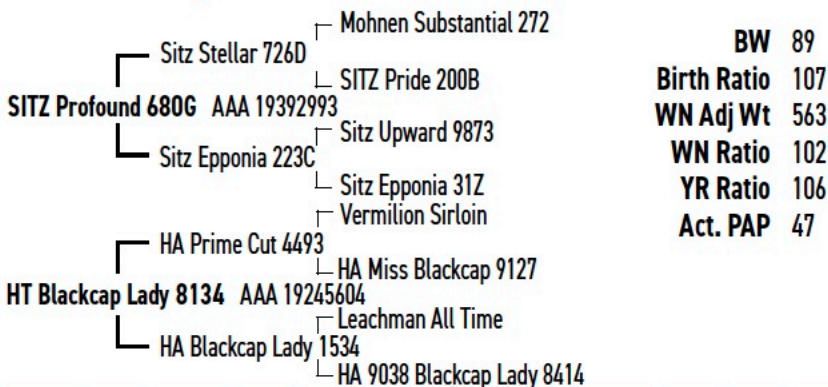 Mohnen Substantial 272
Sitz Stellar 726D
SITZ Pride 200B
SITZ Profound 680G AAA 19392993
Sitz Upward 9873
Sitz Epponia 223C
Sitz Epponia 31Z
Vermilion Sirloin
HA Prime Cut 4493
HA Miss Blackcap 9127
HT Blackcap Lady 8134 AAA 19245604
Leachman All Time
HA Blackcap Lady 1534
HA 9038 Blackcap Lady 8414
BW 89
Birth Ratio 107
WN Adj Wt 563
WN Ratio 102
YR Ratio 106
Act. PAP 47